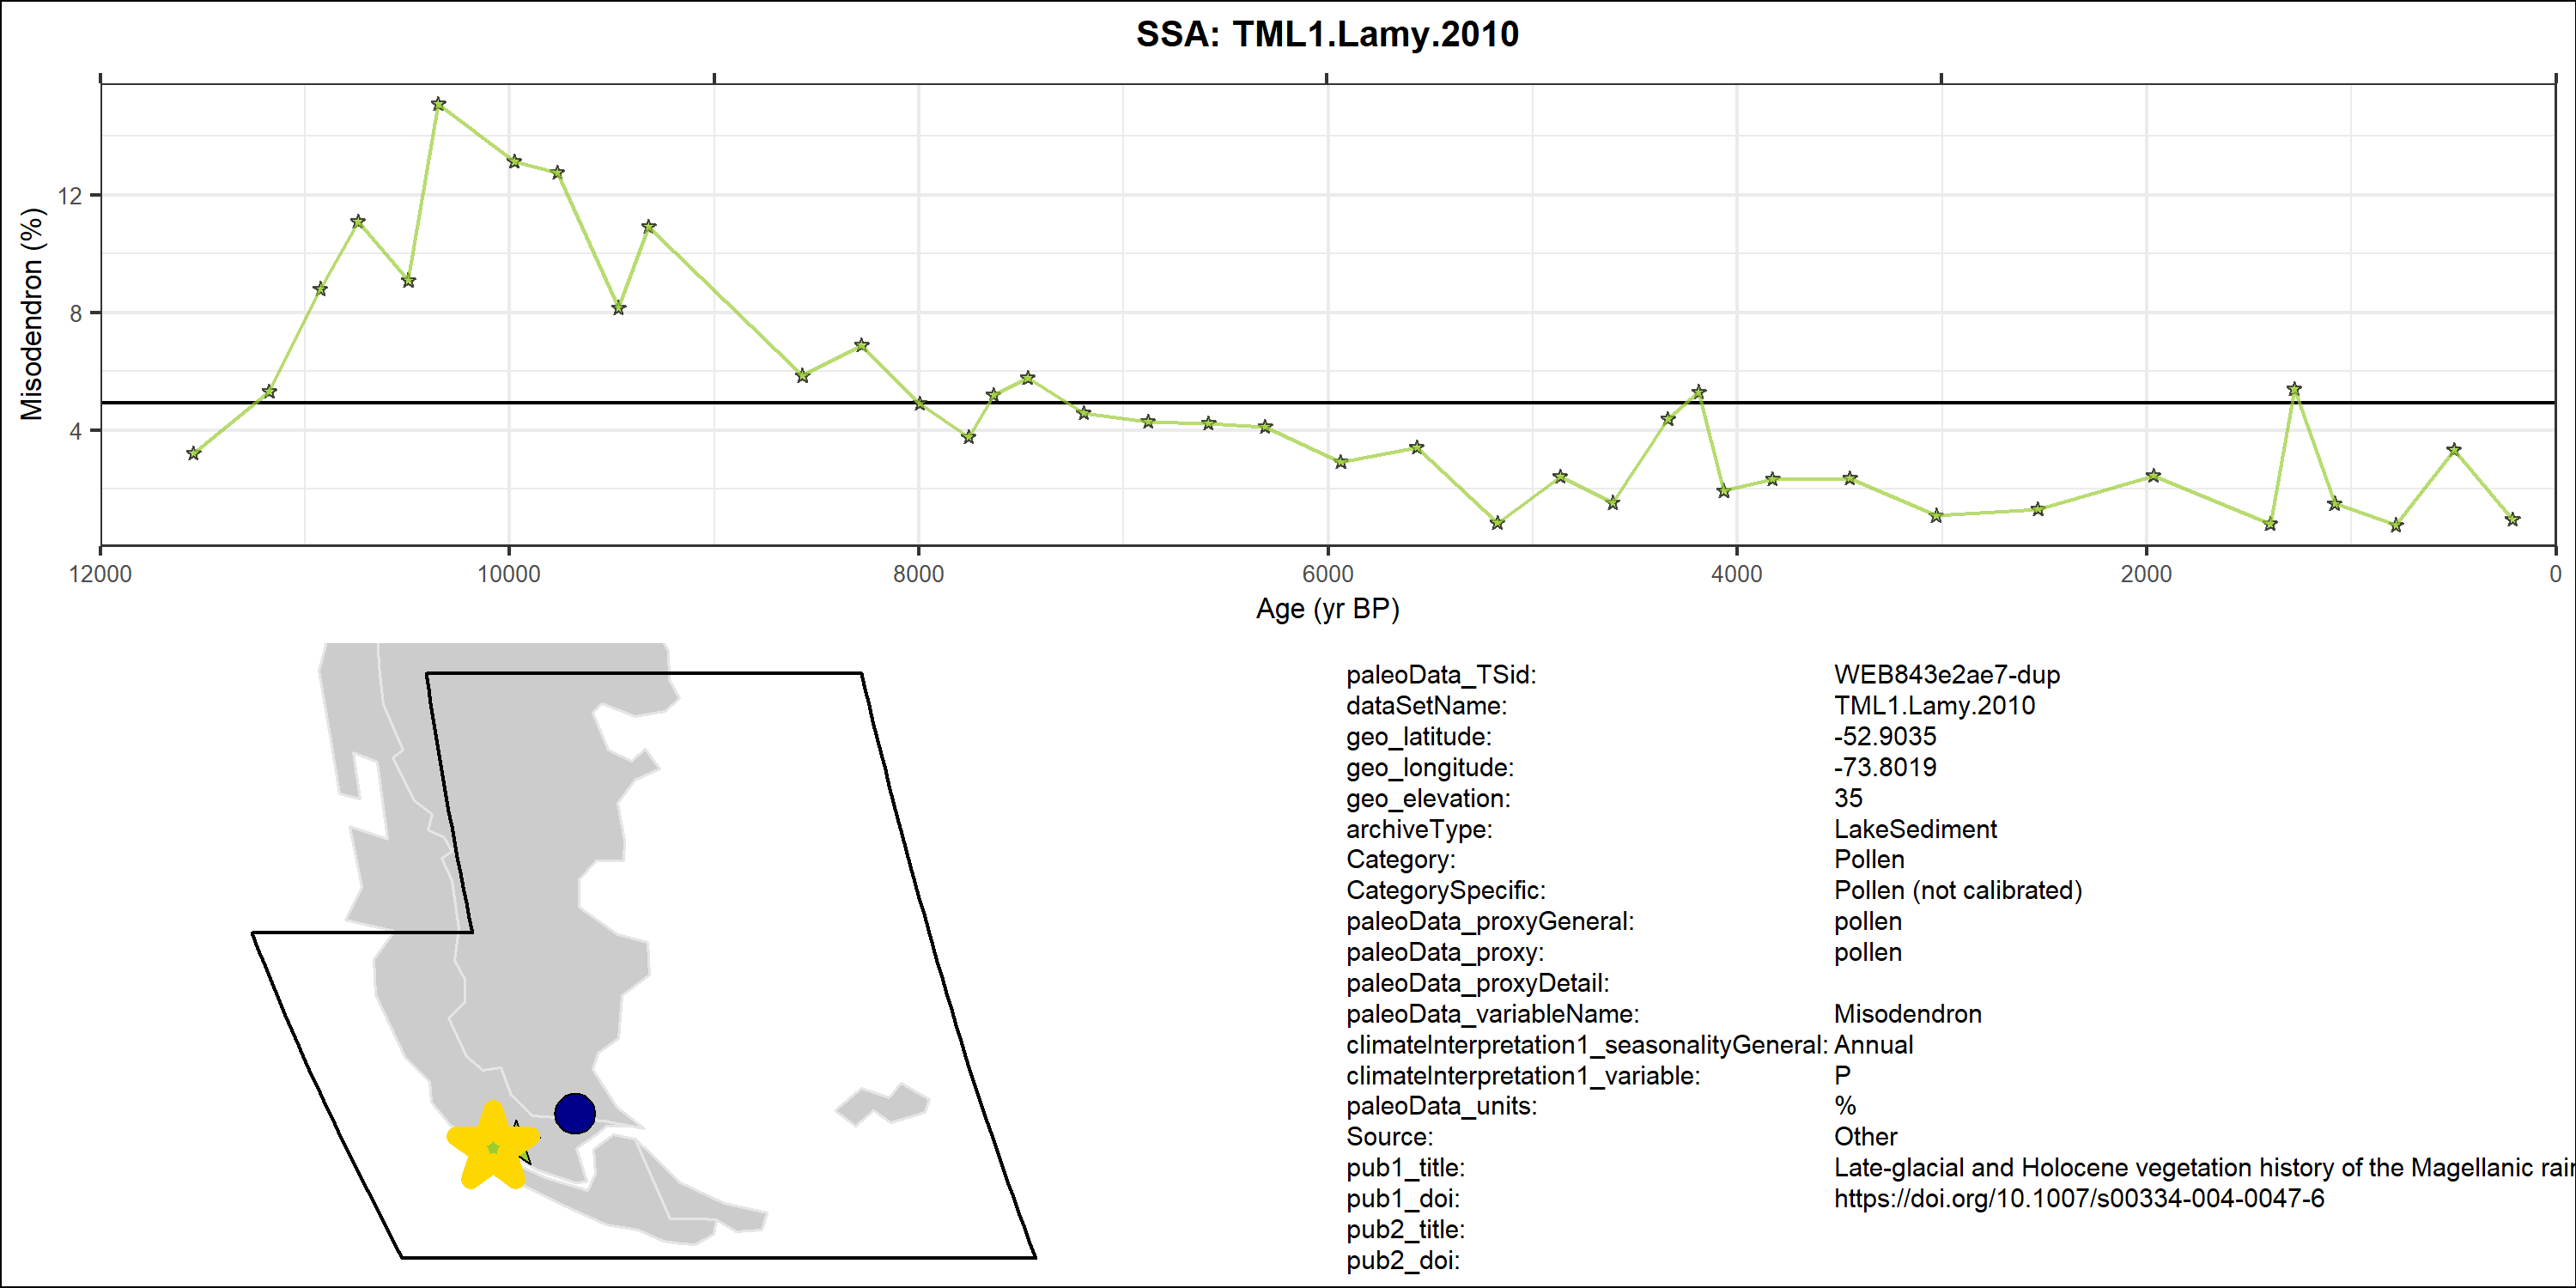 SSA: TML1.Lamy.2010
Misodendron (%)
12
8
4
12000 10000 8000 6000 4000 2000 0
Age (yr BP)
paleoData_TSid: WEB843e2ae7-dup
dataSetName: TML1.Lamy.2010
geo_latitude: -52.9035
geo_longitude: -73.8019
geo_elevation: 35
archiveType: LakeSediment
Category: Pollen
CategorySpecific: Pollen (not calibrated)
paleoData_proxyGeneral: pollen
paleoData_proxy: pollen
paleoData_proxyDetail:
paleoData_variableName: Misodendron
climateInterpretation1_seasonalityGeneral: Annual
climateInterpretation1_variable: P
paleoData_units: %
Source: Other
pub1_title: Late-glacial and Holocene vegetation history of the Magellanic
pub1_doi: https://doi.org/10.1007/s00334-004-0047-6
pub2_title:
pub2_doi: